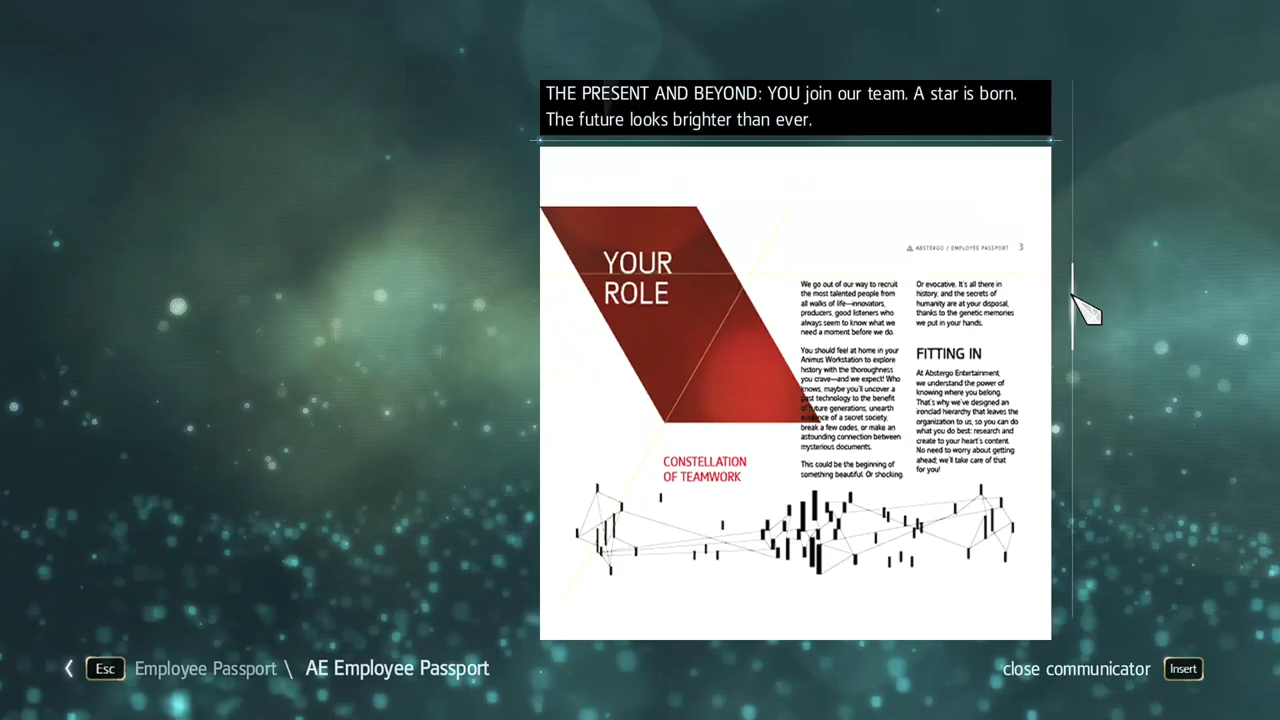 THE PRESENT AND BEYOND: YOU join our team. A star is born.
The future looks brighter than ever.
YOUR
ROLE
ABSTERGO / EMPLOYEE PASSPORT 3
We go out of our way to recruit
the most talented people from
all walks of life—innovators,
producers, good listeners who
always seem to know what we
need a moment before we do.
You should feel at home in your
Animus Workstation to explore
history with the thoroughness
you crave—and we expect! Who
knows, maybe you'll uncover a
past technology to the benefit
of future generations, unearth
evidence of a secret society,
break a few codes, or make an
astounding connection between
mysterious documents.
This could be the beginning of
something beautiful. Or shocking.
Or evocative. It's all there in
history, and the secrets of
humanity are at your disposal,
thanks to the genetic memories
we put in your hands.
FITTING IN
At Abstergo Entertainment,
we understand the power of
knowing where you belong.
That's why we've designed an
ironclad hierarchy that leaves the
organization to us, so you can do
what you do best: research and
create to your heart's content.
No need to worry about getting
ahead; we'll take care of that
for you!
CONSTELLATION
OF TEAMWORK
Esc Employee Passport \ AE Employee Passport
close communicator Insert